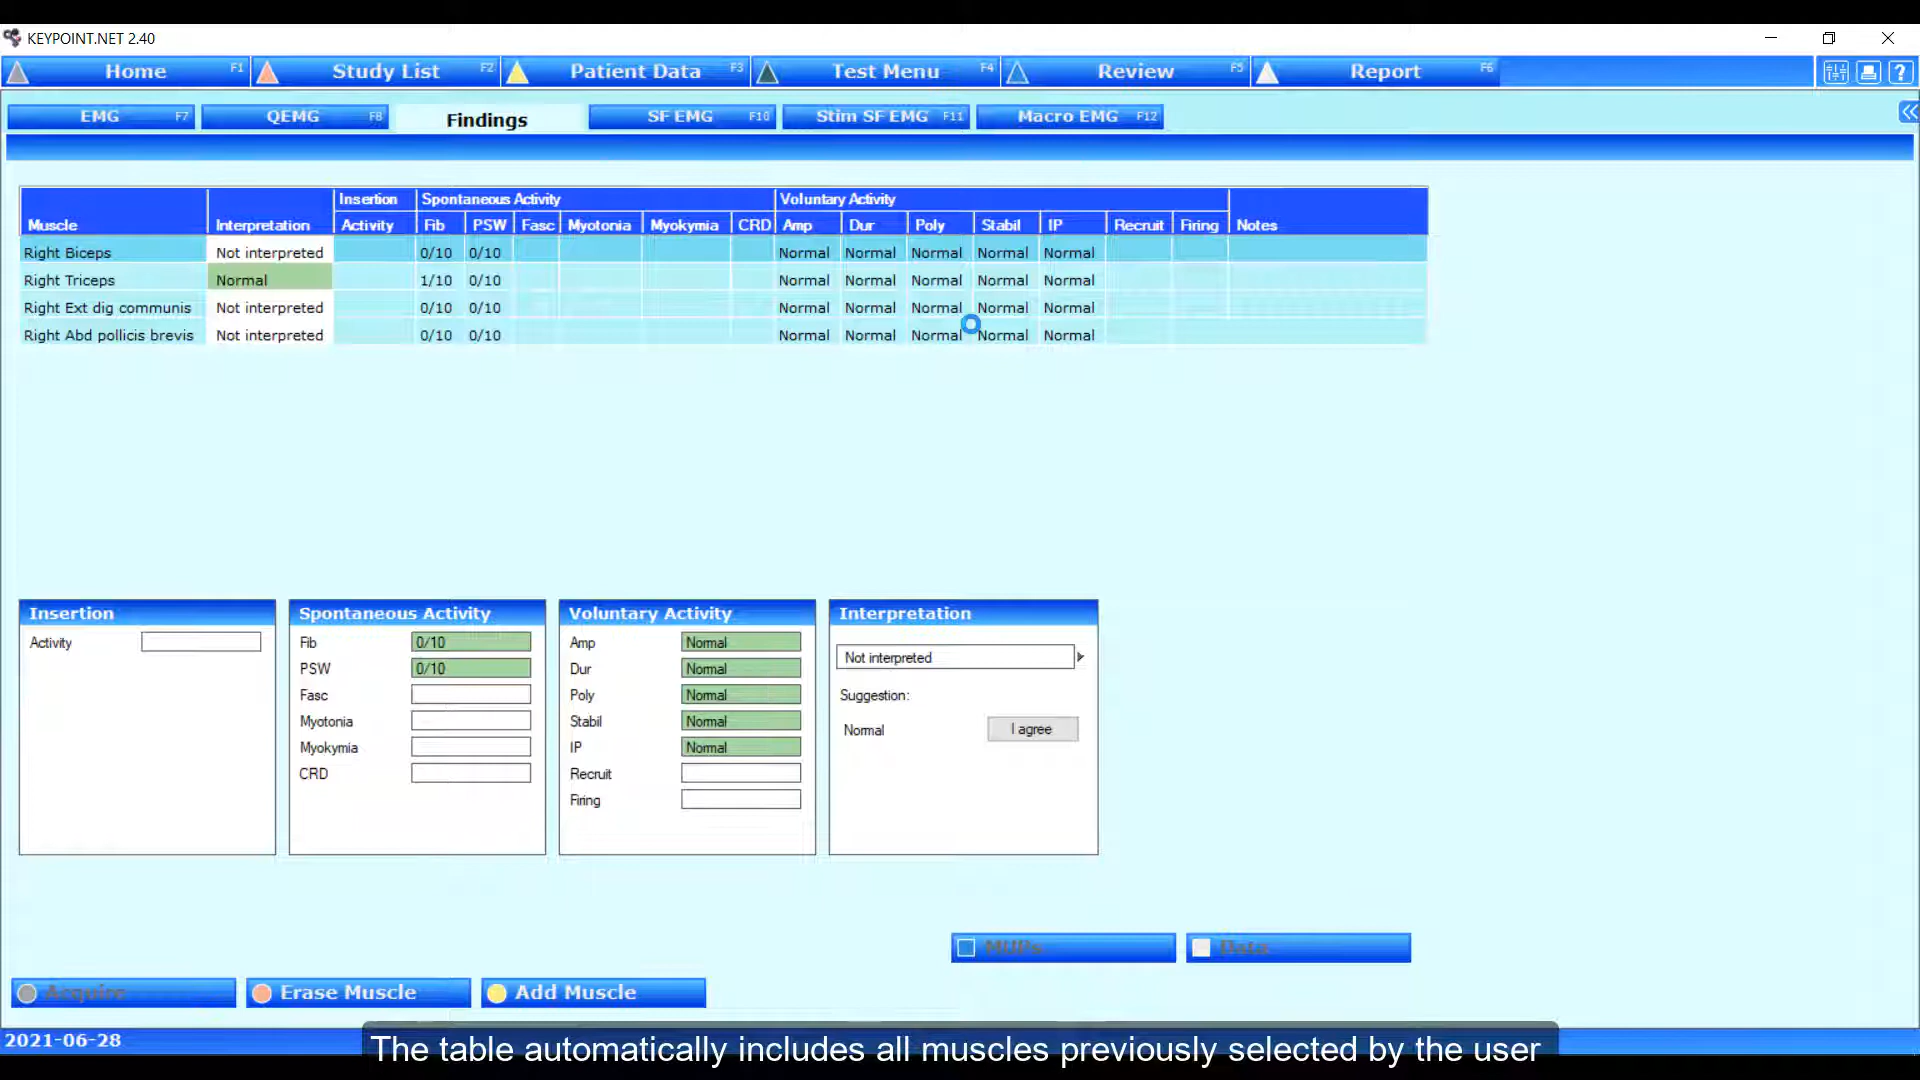 KEYPOINT.NET 2.40
Home F1 Study List F2 Patient Data F3 Test Menu F4 Review F5 Report F6 ?
EMG F7 QEMG F8 Findings SF EMG F10 Stim SF EMG F11 Macro EMG F12
Insertion Spontaneous Activity Voluntary Activity
Muscle Interpretation Activity Fib PSW Fasc Myotonia Myokymia CRD Amp Dur Poly Stabil IP Recruit Firing Notes
Right Biceps Not interpreted 0/10 0/10 Normal Normal Normal Normal Normal
Right Triceps Normal 1/10 0/10 Normal Normal Normal Normal Normal
Right Ext dig communis Not interpreted 0/10 0/10 Normal Normal Normal Normal Normal
Right Abd pollicis brevis Not interpreted 0/10 0/10 Normal Normal Normal Normal Normal
Insertion
Activity
Spontaneous Activity
Fib 0/10
PSW 0/10
Fasc
Myotonia
Myokymia
CRD
Voluntary Activity
Amp Normal
Dur Normal
Poly Normal
Stabil Normal
IP Normal
Recruit
Firing
Interpretation
Not interpreted
Suggestion:
Normal I agree
MUPs Data
Acquire Erase Muscle Add Muscle
2021-06-28
The table automatically includes all muscles previously selected by the user